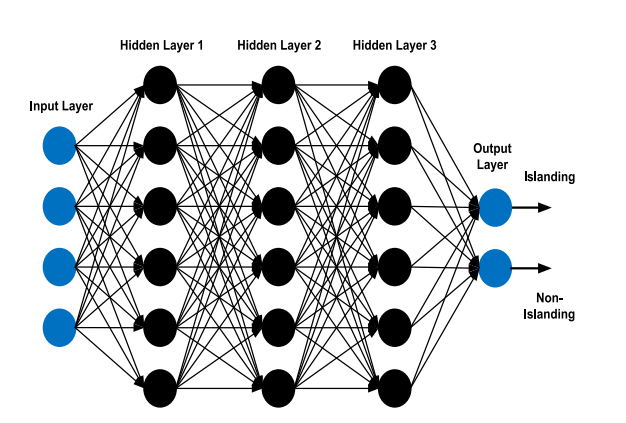 Hidden Layer 1
Hidden Layer 2
Hidden Layer 3
Input Layer
Output
Layer
Islanding
Non-
Islanding